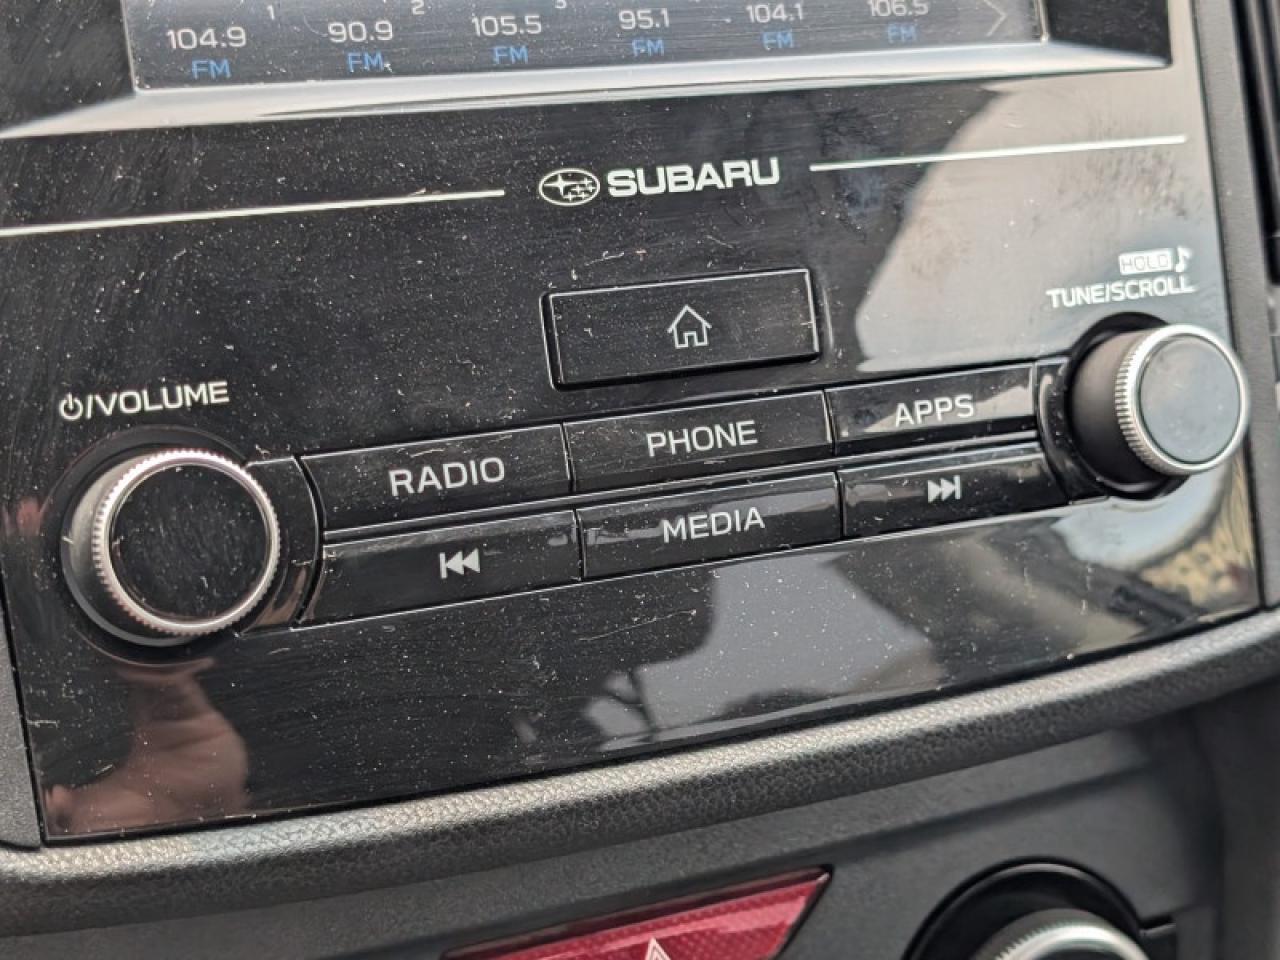 1 2 3
104.9 90.9 105.5 95.1 104.1 106.5
FM FM FM FM FM FM
SUBARU
HOLD
TUNE/SCROLL
/VOLUME
RADIO PHONE APPS
MEDIA